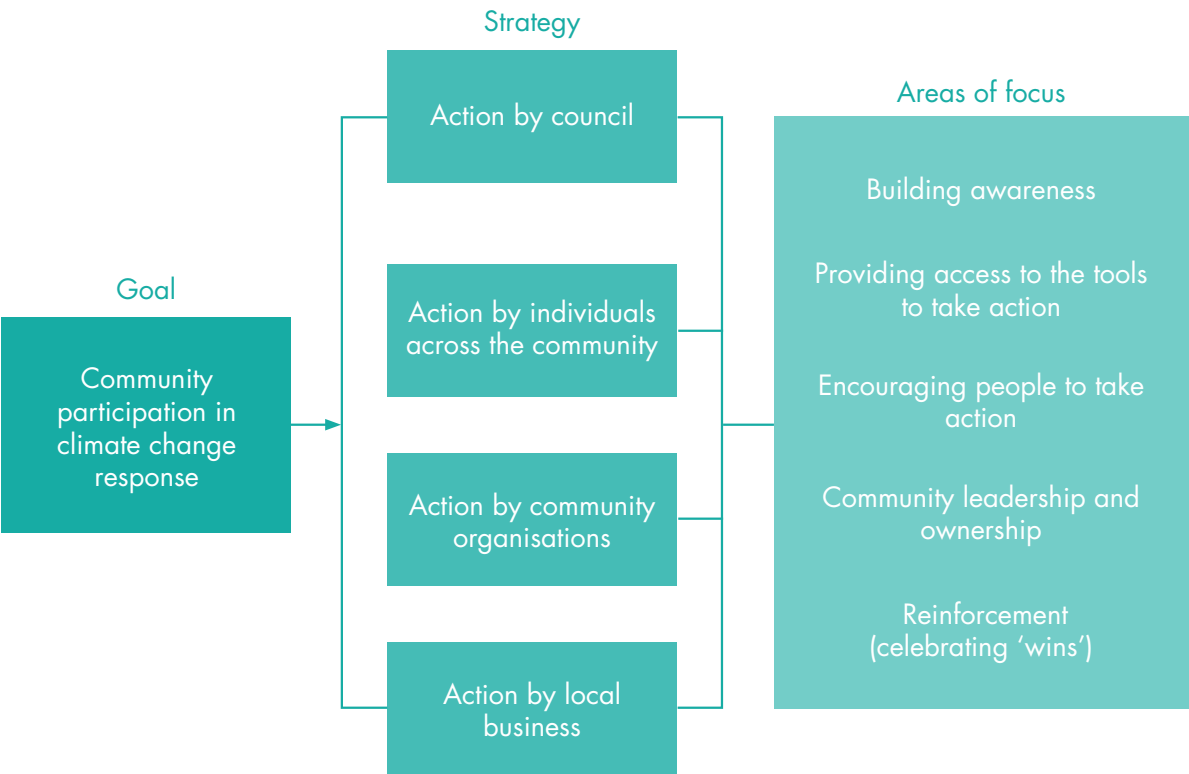 Goal
Community
participation in
climate change
response
Strategy
Action by council
Action by individuals
across the community
Action by community
organisations
Action by local
business
Areas of focus
Building awareness
Providing access to the tools
to take action
Encouraging people to take
action
Community leadership and
ownership
Reinforcement
(celebrating ‘wins’)